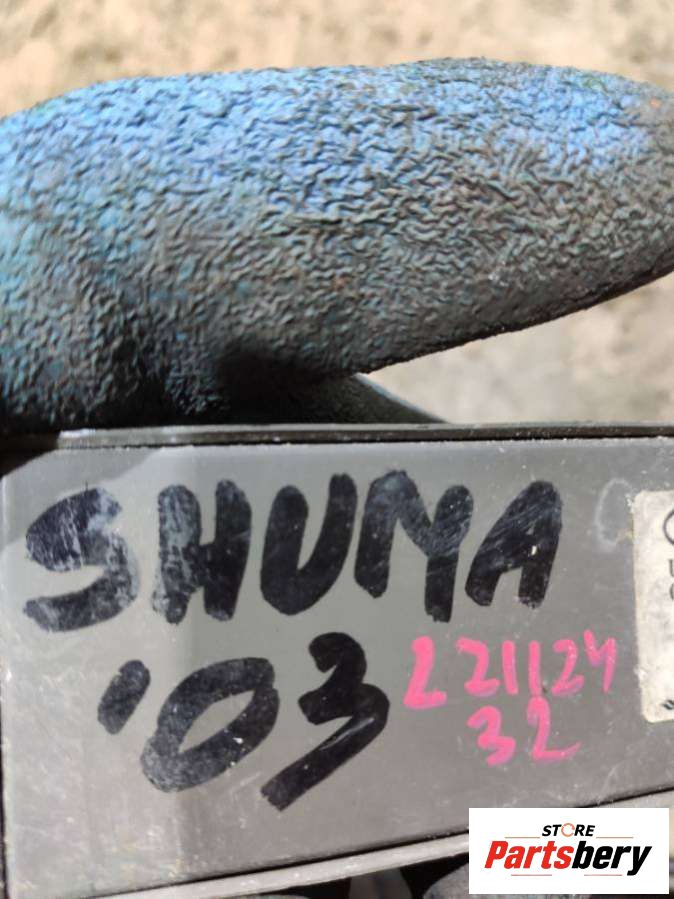 SHUMA
'03
L 221124
32
STORE
Partsbery